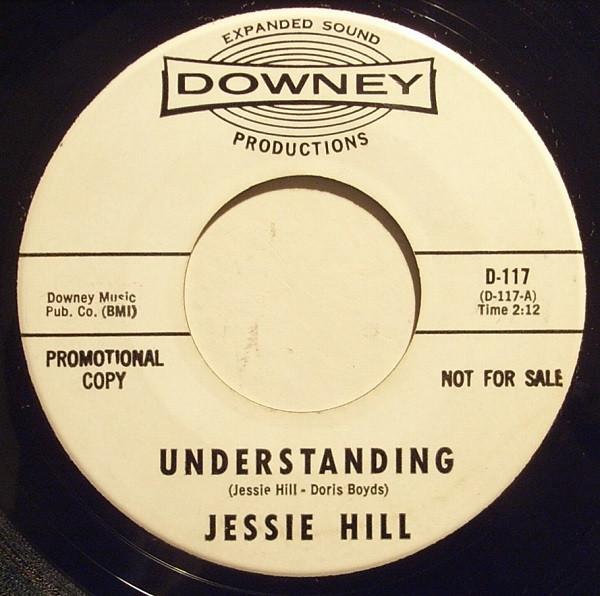 EXPANDED SOUND
DOWNEY
PRODUCTIONS
Downey Music
Pub. Co. (BMI)
D-117
(D-117-A)
Time 2:12
PROMOTIONAL
COPY
NOT FOR SALE
UNDERSTANDING
(Jessie Hill - Doris Boyds)
JESSIE HILL